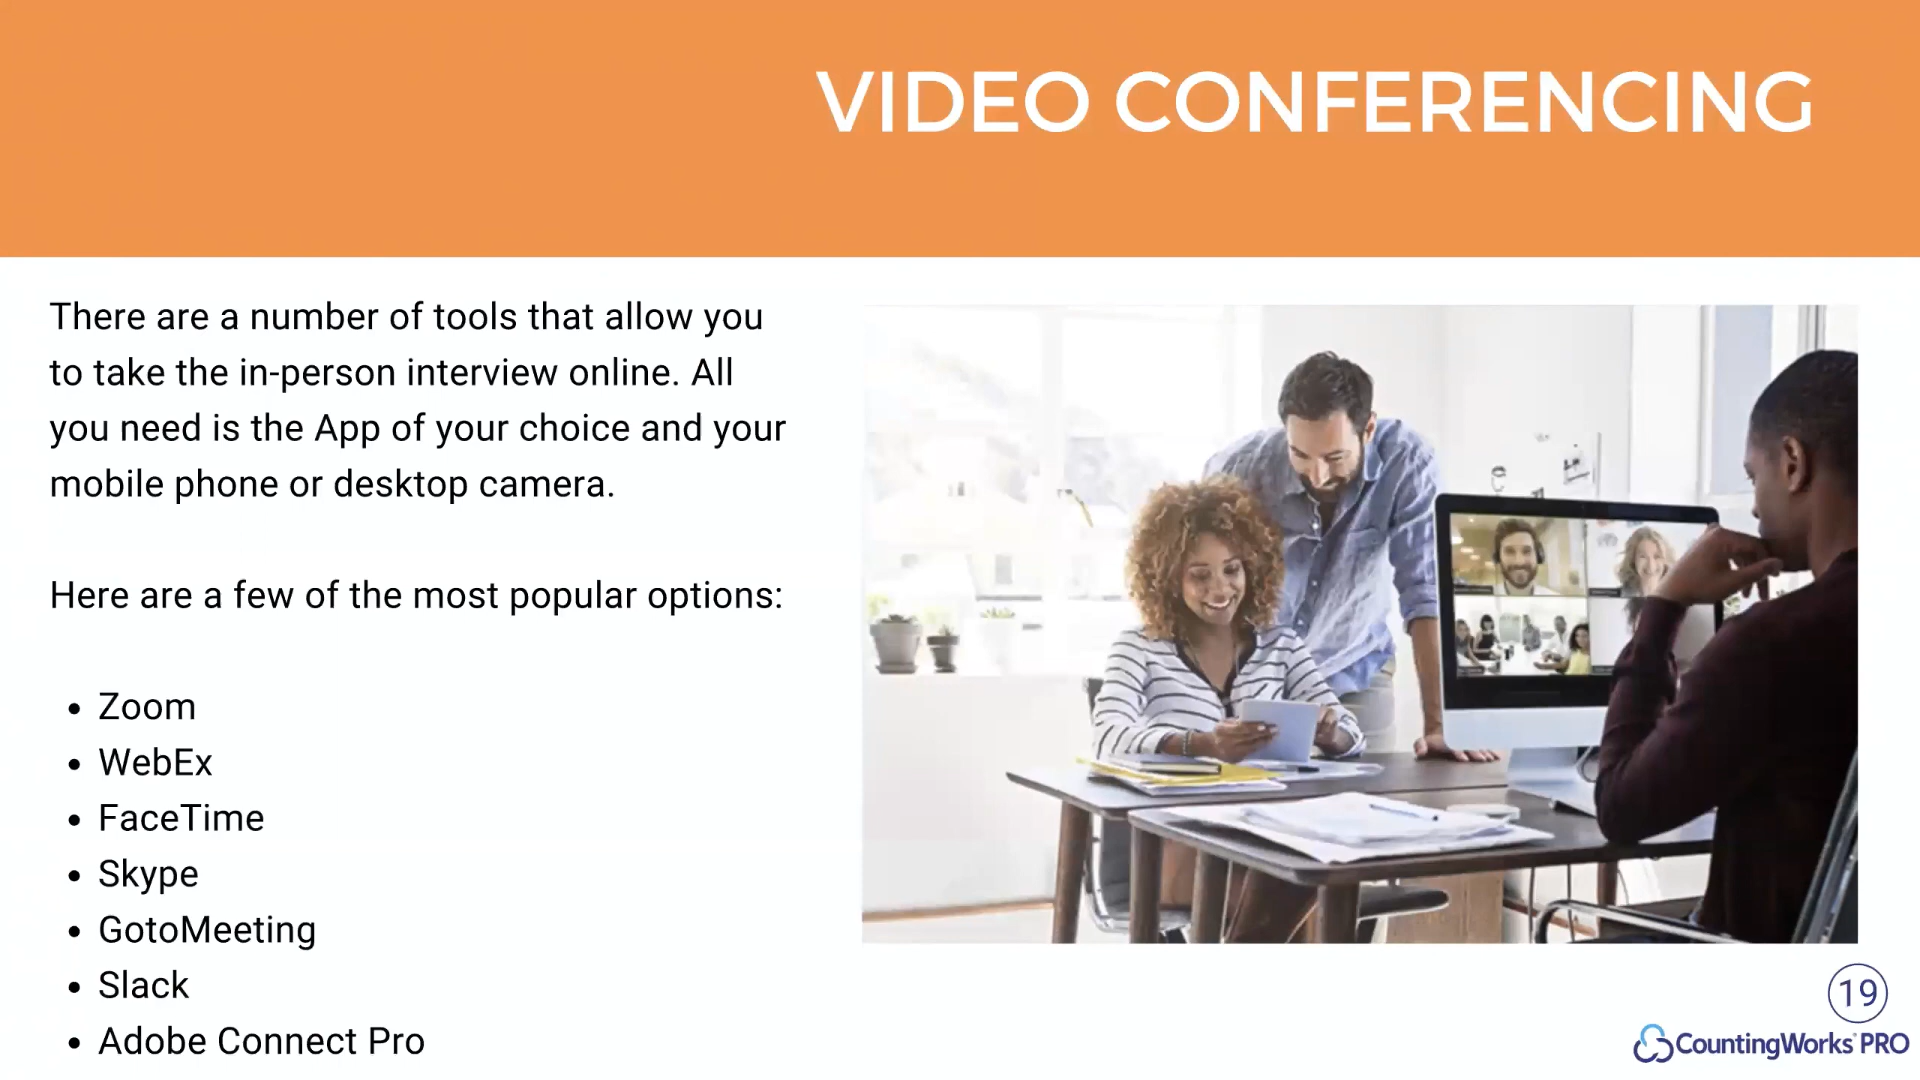 VIDEO CONFERENCING
There are a number of tools that allow you
to take the in-person interview online. All
you need is the App of your choice and your
mobile phone or desktop camera.
Here are a few of the most popular options:
• Zoom
• WebEx
• FaceTime
• Skype
• GotoMeeting
• Slack
• Adobe Connect Pro
19
CountingWorks PRO